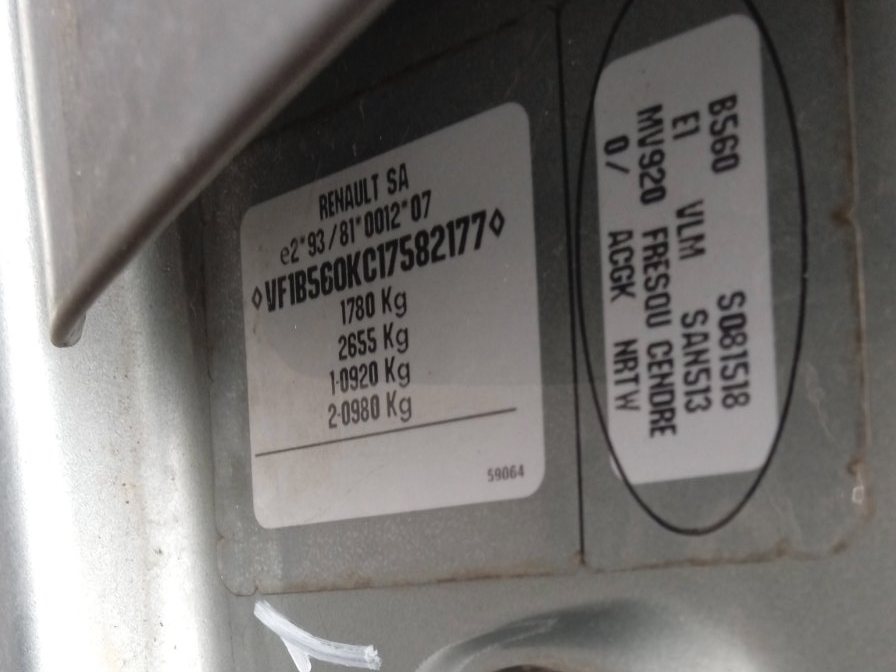 RENAULT SA
e2*93/81*0012*07
◊VF1B560KC17582177◊
1780 Kg
2655 Kg
1-0920 Kg
2-0980 Kg
59064
B560 S081518
E1 VLM SAN513
MV920 FRESQU CENDRE
0/ ACGK NRTW